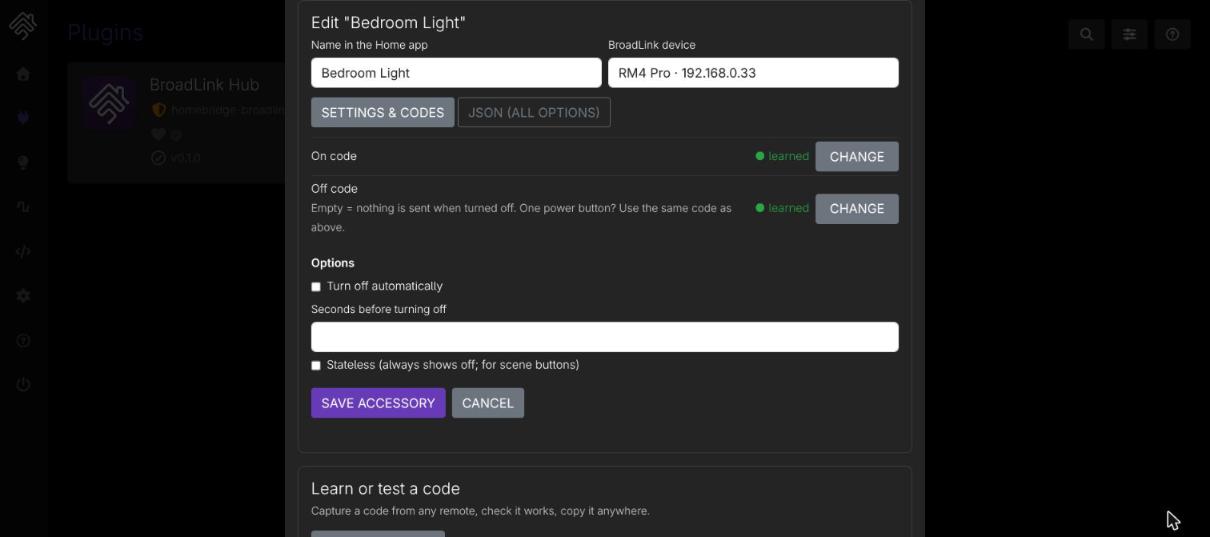 Plugins
Edit "Bedroom Light"
Name in the Home app
BroadLink device
Bedroom Light
RM4 Pro · 192.168.0.33
BroadLink Hub
homebridge-broadlin
v0.1.0
SETTINGS & CODES
JSON (ALL OPTIONS)
On code
learned
CHANGE
Off code
Empty = nothing is sent when turned off. One power button? Use the same code as
above.
learned
CHANGE
Options
Turn off automatically
Seconds before turning off
Stateless (always shows off; for scene buttons)
SAVE ACCESSORY
CANCEL
Learn or test a code
Capture a code from any remote, check it works, copy it anywhere.